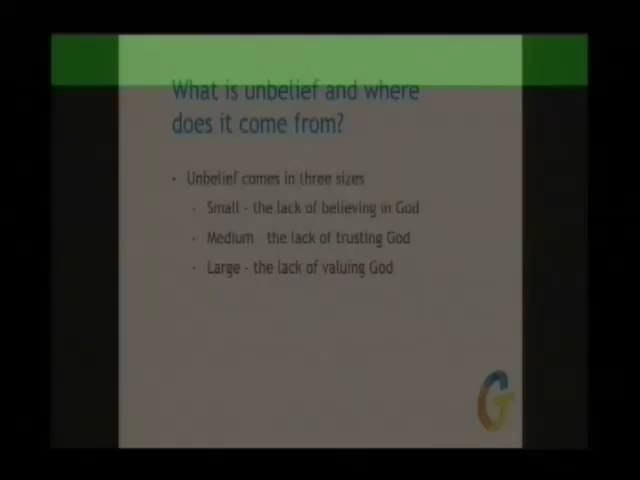 What is unbelief and where
does it come from?
• Unbelief comes in three sizes
• Small - the lack of believing in God
• Medium  the lack of trusting God
• Large - the lack of valuing God
G